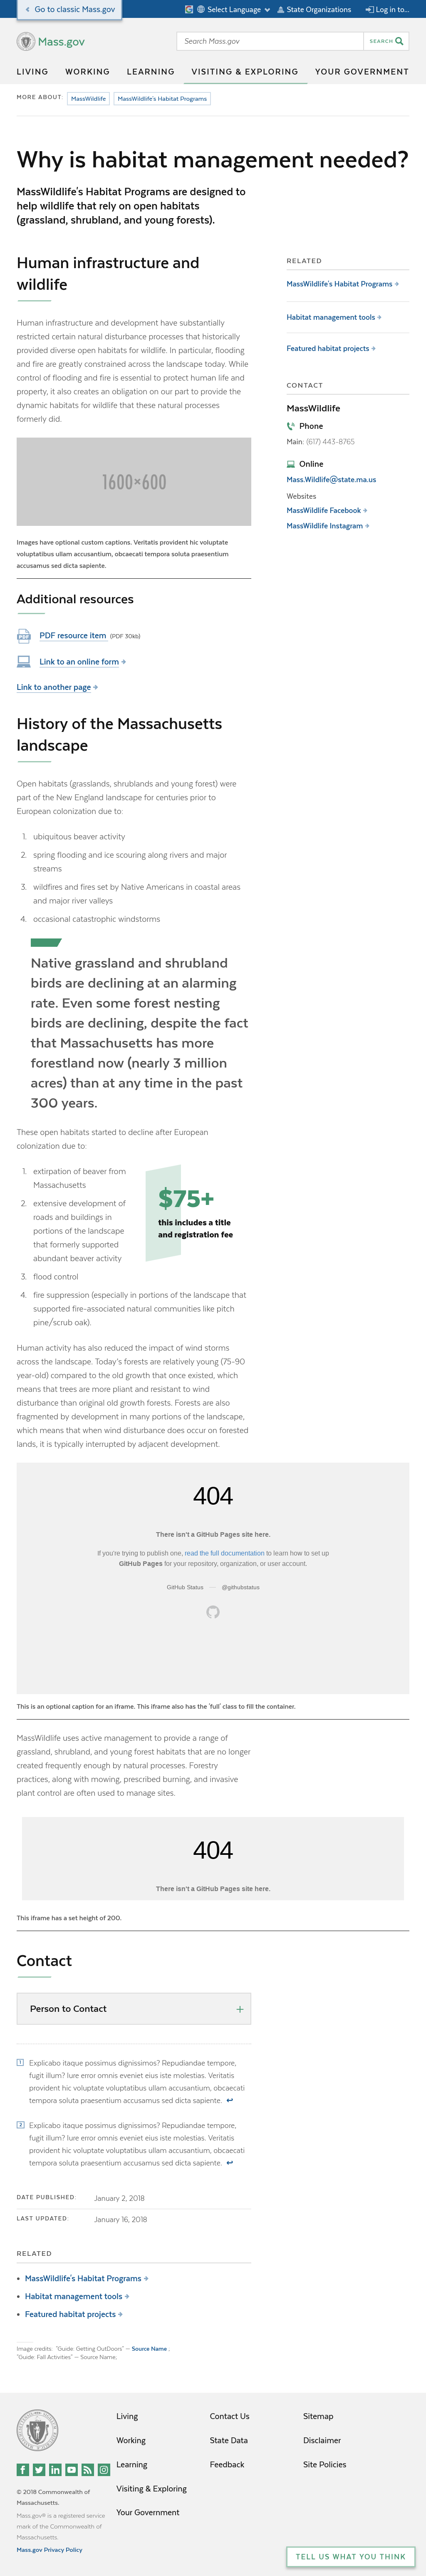 Go to classic Mass.gov
Select Language
State Organizations
Log in to...
Mass.gov
Search Mass.gov
SEARCH
LIVING
WORKING
LEARNING
VISITING & EXPLORING
YOUR GOVERNMENT
MORE ABOUT:
MassWildlife
MassWildlife's Habitat Programs
Why is habitat management needed?
MassWildlife's Habitat Programs are designed to
help wildlife that rely on open habitats
(grassland, shrubland, and young forests).
Human infrastructure and
wildlife
Human infrastructure and development have substantially
restricted certain natural disturbance processes that historically
provided diverse open habitats for wildlife. In particular, flooding
and fire are greatly constrained across the landscape today. While
control of flooding and fire is essential to protect human life and
property, it also creates an obligation on our part to provide the
dynamic habitats for wildlife that these natural processes
formerly did.
1600×600
Images have optional custom captions. Veritatis provident hic voluptate
voluptatibus ullam accusantium, obcaecati tempora soluta praesentium
accusamus sed dicta sapiente.
Additional resources
PDF
PDF resource item (PDF 30kb)
Link to an online form
Link to another page
RELATED
MassWildlife's Habitat Programs
Habitat management tools
Featured habitat projects
CONTACT
MassWildlife
Phone
Main: (617) 443-8765
Online
Mass.Wildlife@state.ma.us
Websites
MassWildlife Facebook
MassWildlife Instagram
History of the Massachusetts
landscape
Open habitats (grasslands, shrublands and young forest) were
part of the New England landscape for centuries prior to
European colonization due to:
1. ubiquitous beaver activity
2. spring flooding and ice scouring along rivers and major
streams
3. wildfires and fires set by Native Americans in coastal areas
and major river valleys
4. occasional catastrophic windstorms
Native grassland and shrubland
birds are declining at an alarming
rate. Even some forest nesting
birds are declining, despite the fact
that Massachusetts has more
forestland now (nearly 3 million
acres) than at any time in the past
300 years.
These open habitats started to decline after European
colonization due to:
1. extirpation of beaver from
Massachusetts
2. extensive development of
roads and buildings in
portions of the landscape
that formerly supported
abundant beaver activity
$75+
this includes a title
and registration fee
3. flood control
4. fire suppression (especially in portions of the landscape that
supported fire-associated natural communities like pitch
pine/scrub oak).
Human activity has also reduced the impact of wind storms
across the landscape. Today's forests are relatively young (75-90
year-old) compared to the old growth that once existed, which
means that trees are more pliant and resistant to wind
disturbance than original old growth forests. Forests are also
fragmented by development in many portions of the landscape,
which means that when wind disturbance does occur on forested
lands, it is typically interrupted by adjacent development.
404
There isn't a GitHub Pages site here.
If you're trying to publish one, read the full documentation to learn how to set up
GitHub Pages for your repository, organization, or user account.
GitHub Status — @githubstatus
This is an optional caption for an iframe. This iframe also has the 'full' class to fill the container.
MassWildlife uses active management to provide a range of
grassland, shrubland, and young forest habitats that are no longer
created frequently enough by natural processes. Forestry
practices, along with mowing, prescribed burning, and invasive
plant control are often used to manage sites.
404
There isn't a GitHub Pages site here.
This iframe has a set height of 200.
Contact
Person to Contact
1 Explicabo itaque possimus dignissimos? Repudiandae tempore,
fugit illum? Iure error omnis eveniet eius iste molestias. Veritatis
provident hic voluptate voluptatibus ullam accusantium, obcaecati
tempora soluta praesentium accusamus sed dicta sapiente. ↩
2 Explicabo itaque possimus dignissimos? Repudiandae tempore,
fugit illum? Iure error omnis eveniet eius iste molestias. Veritatis
provident hic voluptate voluptatibus ullam accusantium, obcaecati
tempora soluta praesentium accusamus sed dicta sapiente. ↩
DATE PUBLISHED: January 2, 2018
LAST UPDATED: January 16, 2018
RELATED
MassWildlife's Habitat Programs
Habitat management tools
Featured habitat projects
Image credits: "Guide: Getting OutDoors" — Source Name ,
"Guide: Fall Activities" — Source Name,
Living
Working
Learning
Visiting & Exploring
Your Government
Contact Us
State Data
Feedback
Sitemap
Disclaimer
Site Policies
© 2018 Commonwealth of
Massachusetts.
Mass.gov® is a registered service
mark of the Commonwealth of
Massachusetts.
Mass.gov Privacy Policy
TELL US WHAT YOU THINK